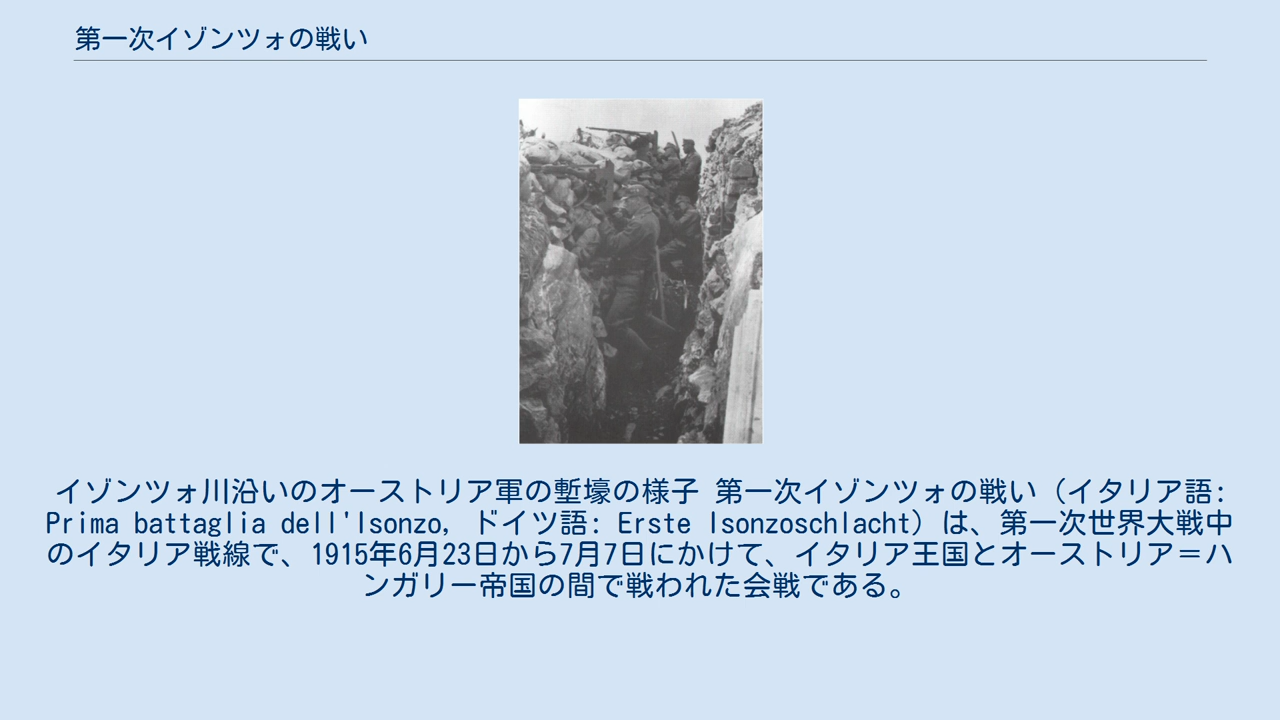 第一次イゾンツォの戦い
イゾンツォ川沿いのオーストリア軍の塹壕の様子 第一次イゾンツォの戦い（イタリア語:
Prima battaglia dell'Isonzo, ドイツ語: Erste Isonzoschlacht）は、第一次世界大戦中
のイタリア戦線で、1915年6月23日から7月7日にかけて、イタリア王国とオーストリア＝ハ
ンガリー帝国の間で戦われた会戦である。